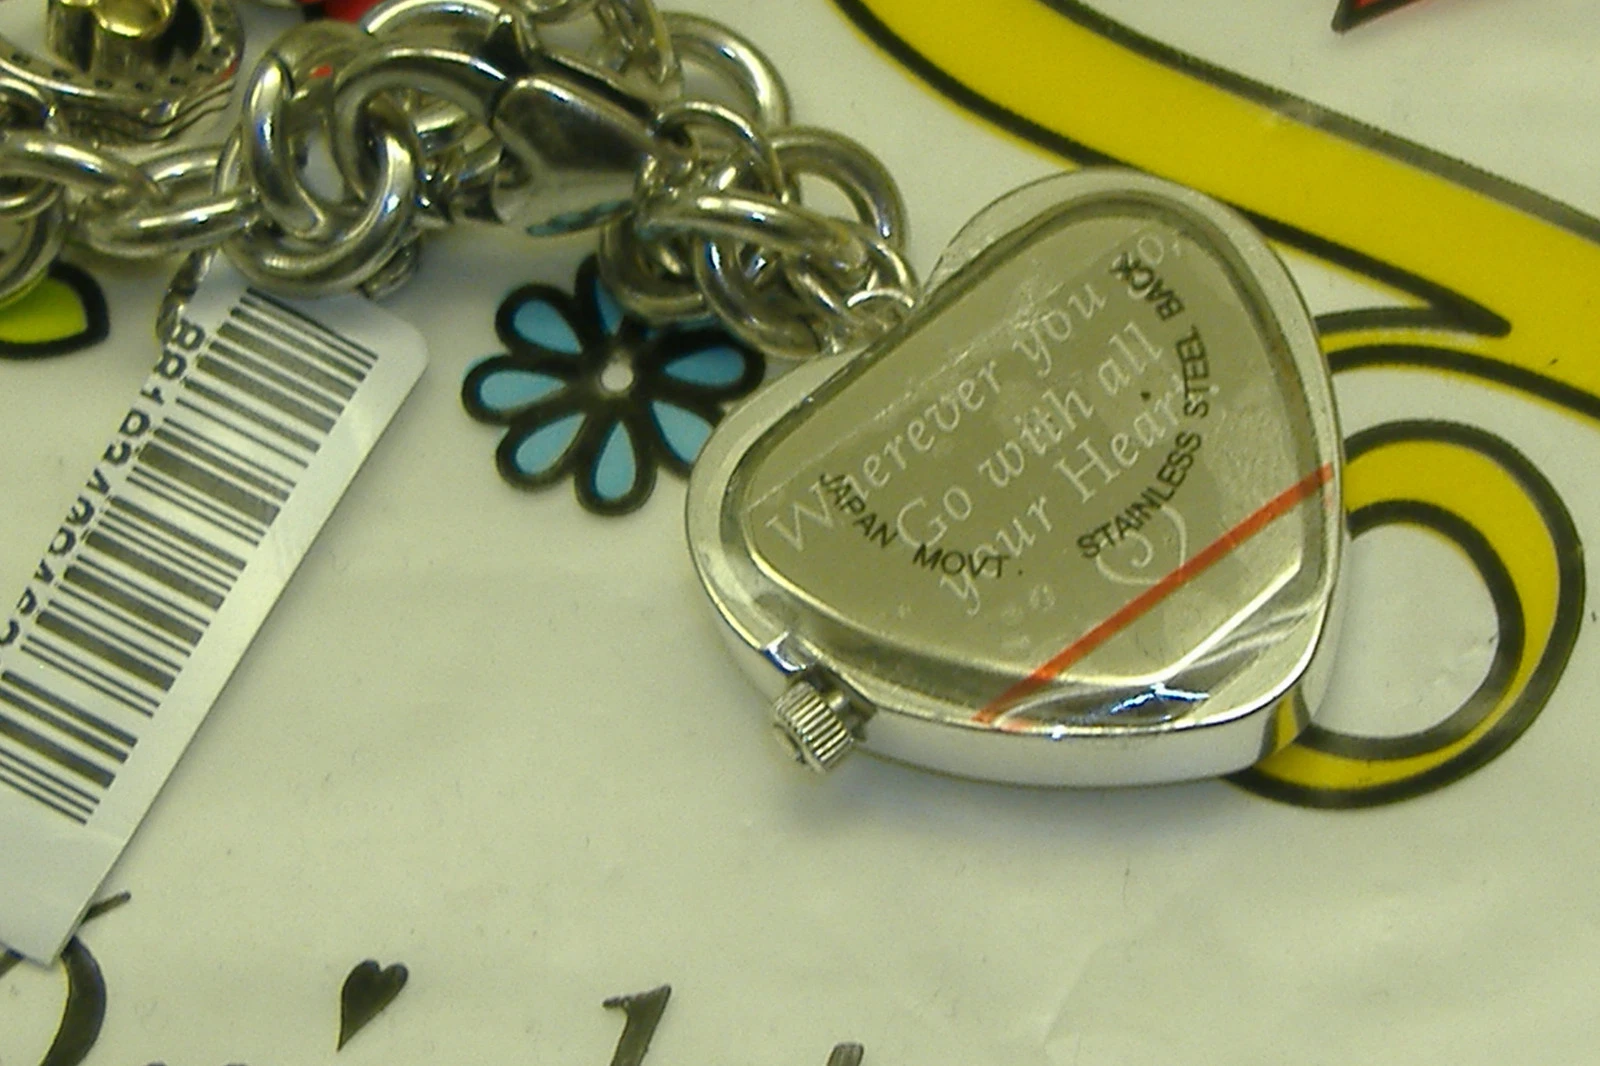 Wherever you go,
Go with all
your Heart.
JAPAN MOVT.
STAINLESS STEEL BACK